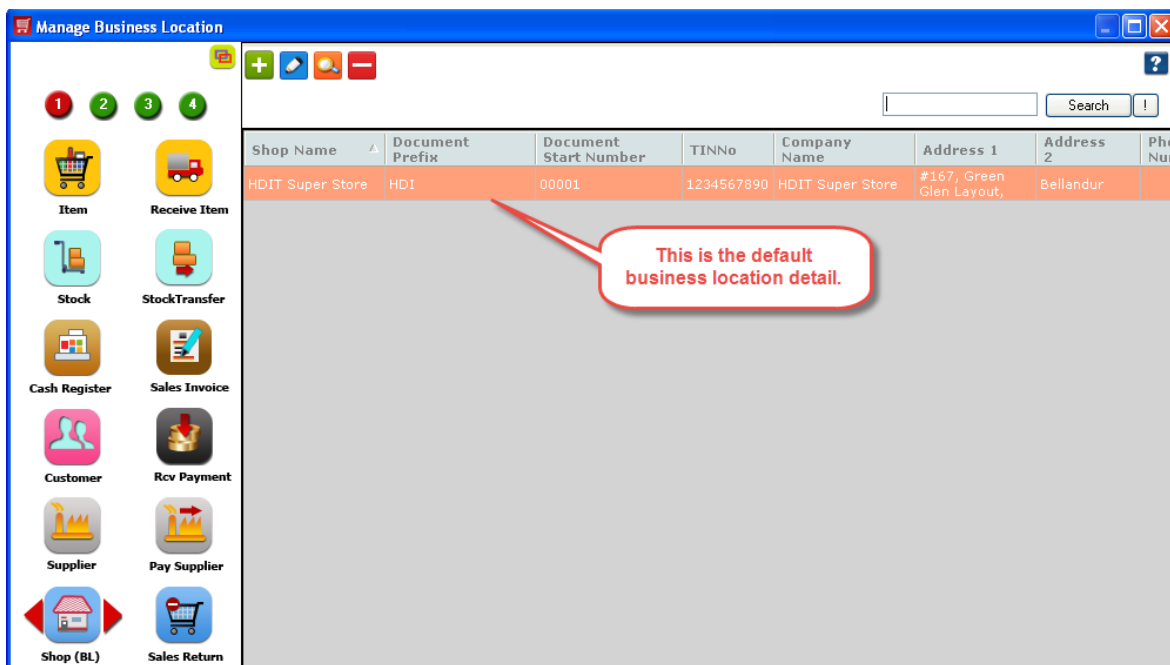 Manage Business Location
?
1 2 3 4
Search !
Shop Name
Document
Prefix
Document
Start Number
TINNo
Company
Name
Address 1
Address
2
HDIT Super Store
HDI
00001
1234567890
HDIT Super Store
#167, Green
Glen Layout,
Bellandur
This is the default
business location detail.
Item
Receive Item
Stock
StockTransfer
Cash Register
Sales Invoice
Customer
Rcv Payment
Supplier
Pay Supplier
Shop (BL)
Sales Return